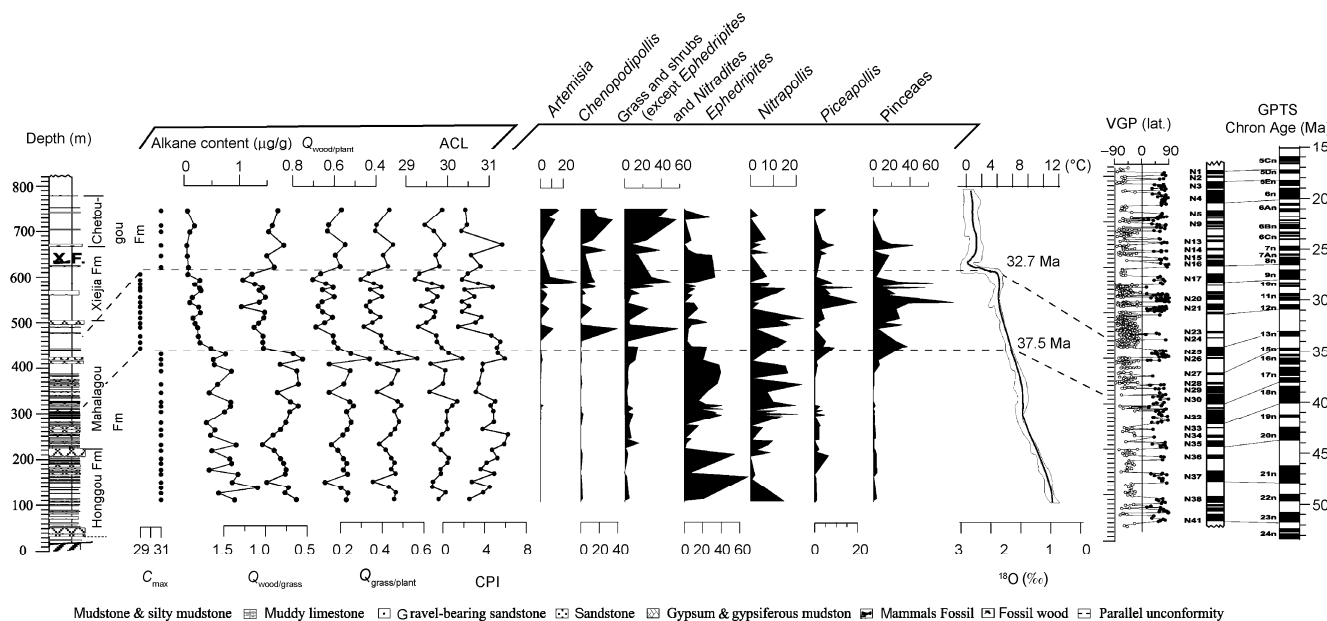 Artemisia
Chenopodipollis
Grass and shrubs
(except Ephedripites
and Nitradites
Ephedripites
Nitrapollis
Piceapollis
Pinceaes
Depth (m)
Alkane content (μg/g) Qwood/plant ACL
VGP (lat.)
GPTS
Chron Age (Ma)
0 1 0.8 0.6 0.4 29 30 31
0 20 0 20 40 0 20 40 60 0 10 20 0 20 40 60
0 4 8 12 (°C)
−90 0 90
15
800
700
600
500
400
300
200
100
0
Chetou-
gou
Fm
X.F.
Xiejia Fm
Mahalagou
Fm
Honggou Fm
32.7 Ma
37.5 Ma
N1
N2
N3
N4
N5
N9
N13
N14
N15
N16
N17
N20
N21
N23
N24
N25
N26
N27
N28
N29
N30
N32
N33
N34
N35
N36
N37
N38
N41
5Cn
5Dn
5En
6n
6An
6Bn
6Cn
7n
7An
8n
9n
10n
11n
12n
13n
15n
16n
17n
18n
19n
20n
21n
22n
23n
24n
20
25
30
35
40
45
50
29 31
1.5 1.0 0.5
0.2 0.4 0.6
0 4 8
0 20 40
0 20 40 60
0 20
3 2 1 0
Cmax
Qwood/grass
Qgrass/plant
CPI
18O (‰)
Mudstone & silty mudstone Muddy limestone Gravel-bearing sandstone Sandstone Gypsum & gypsiferous mudston Mammals Fossil Fossil wood Parallel unconformity